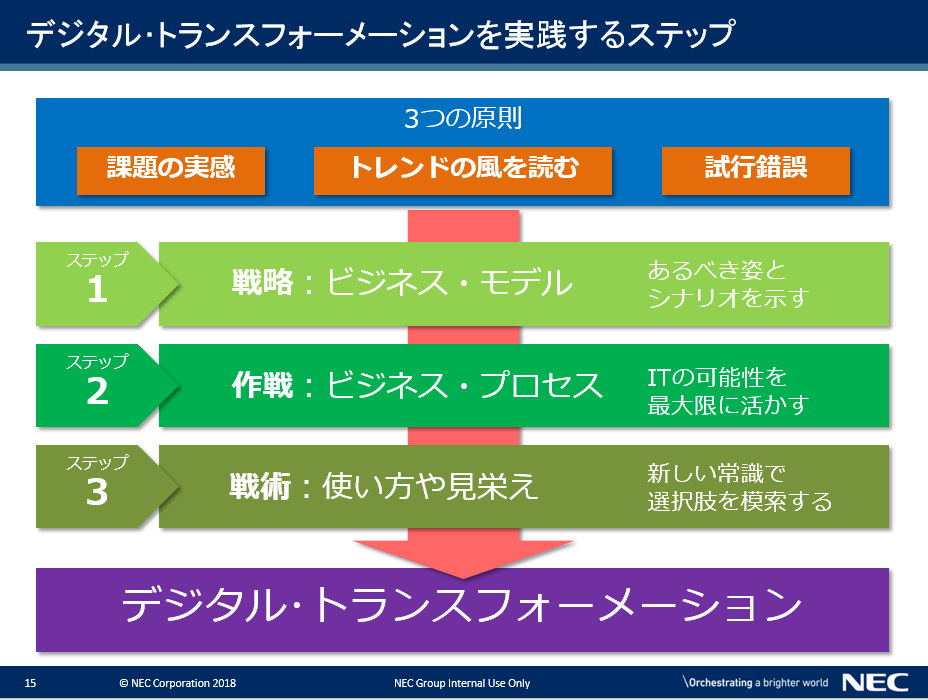 デジタル･トランスフォーメーションを実践するステップ
3つの原則
課題の実感
トレンドの風を読む
試行錯誤
ステップ
1
戦略：ビジネス・モデル
あるべき姿と
シナリオを示す
ステップ
2
作戦：ビジネス・プロセス
ITの可能性を
最大限に活かす
ステップ
3
戦術：使い方や見栄え
新しい常識で
選択肢を模索する
デジタル･トランスフォーメーション
15
© NEC Corporation 2018
NEC Group Internal Use Only
\Orchestrating a brighter world
NEC